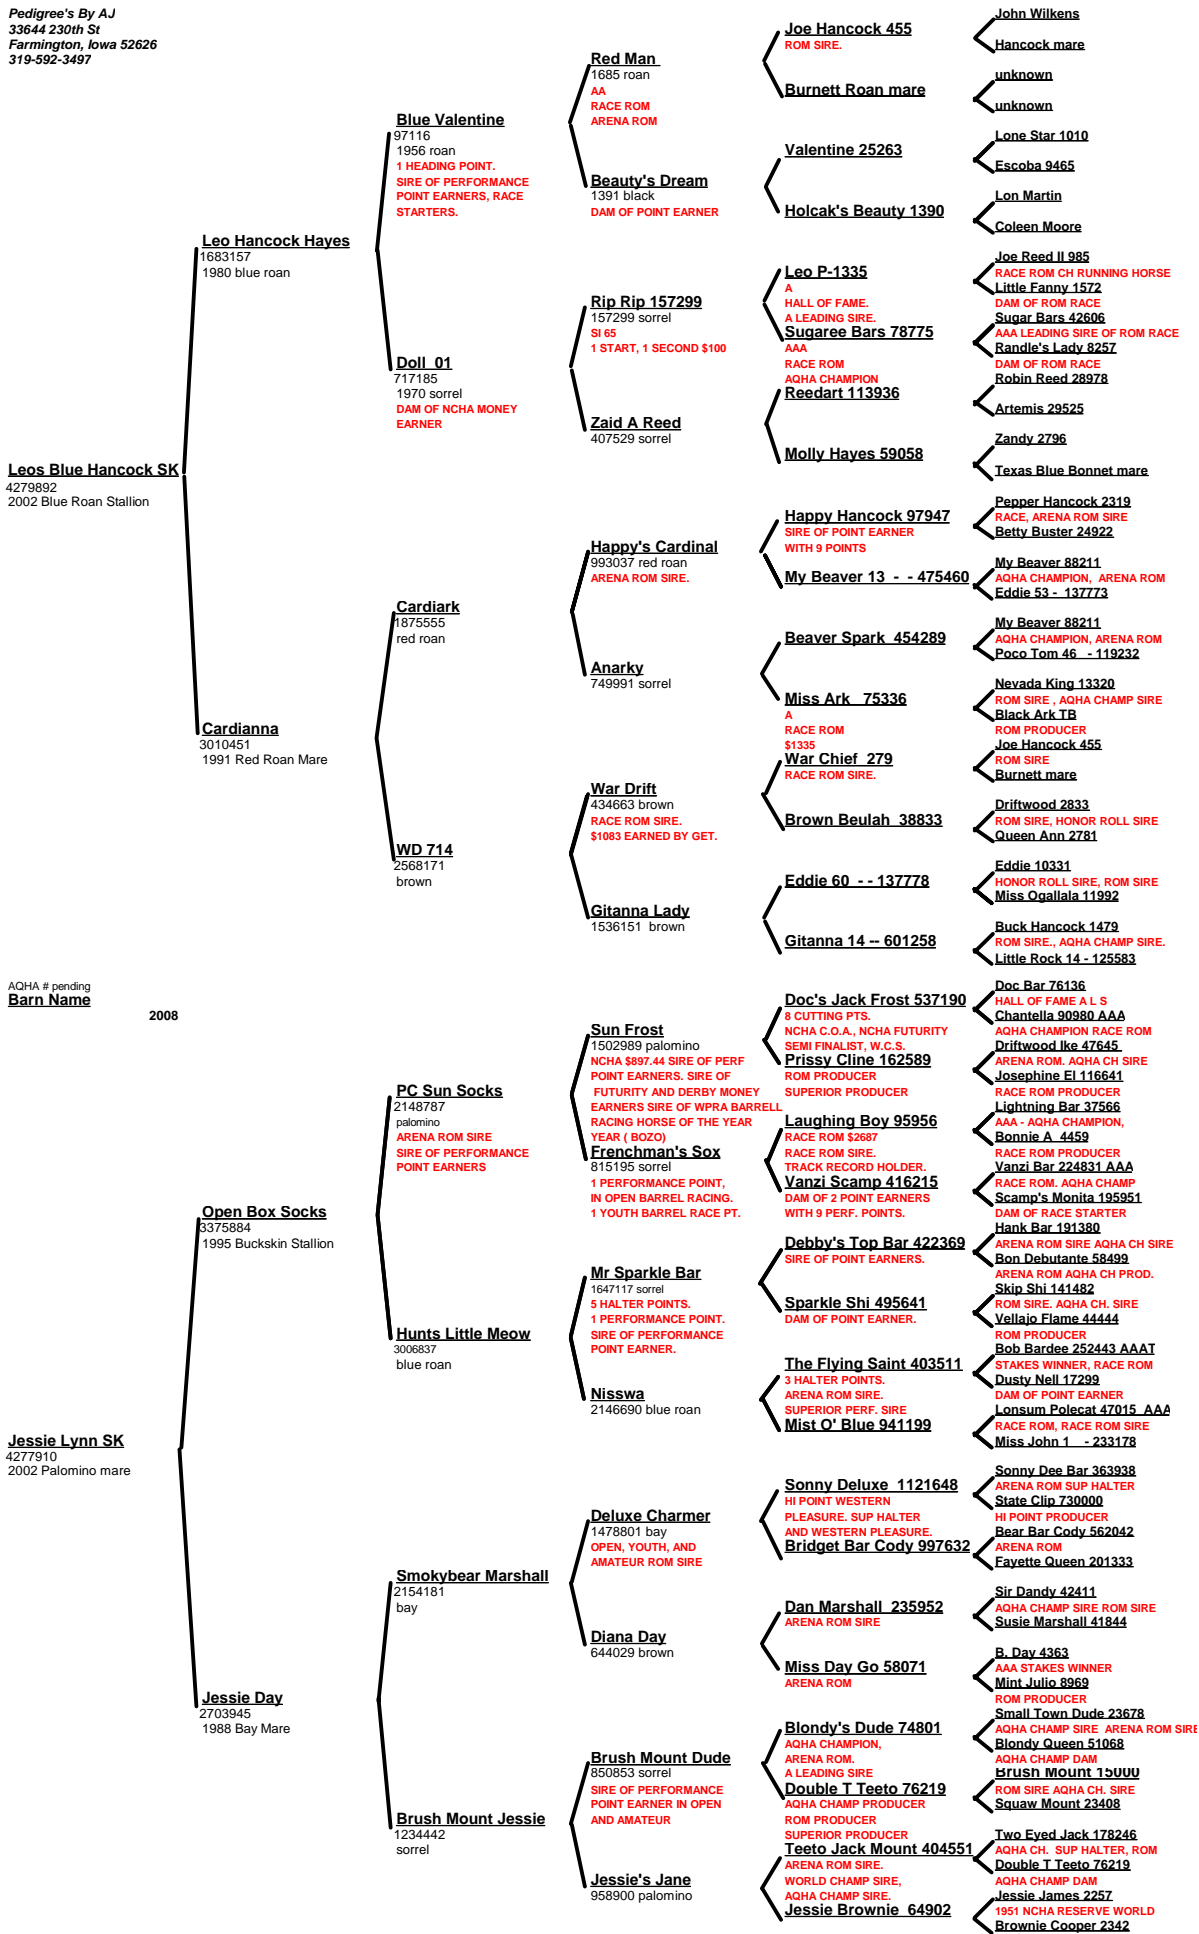 Pedigree's By AJ
33644 230th St
Farmington, Iowa 52626
319-592-3497
Leos Blue Hancock SK
4279892
2002 Blue Roan Stallion
AQHA # pending
Barn Name
2008
Jessie Lynn SK
4277910
2002 Palomino mare
Leo Hancock Hayes
1683157
1980 blue roan
Cardianna
3010451
1991 Red Roan Mare
Open Box Socks
3375884
1995 Buckskin Stallion
Jessie Day
2703945
1988 Bay Mare
Blue Valentine
97116
1956 roan
1 HEADING POINT.
SIRE OF PERFORMANCE
POINT EARNERS, RACE
STARTERS.
Doll 01
717185
1970 sorrel
DAM OF NCHA MONEY
EARNER
Cardiark
1875555
red roan
WD 714
2568171
brown
PC Sun Socks
2148787
palomino
ARENA ROM SIRE
SIRE OF PERFORMANCE
POINT EARNERS
Hunts Little Meow
3006837
blue roan
Smokybear Marshall
2154181
bay
Brush Mount Jessie
1234442
sorrel
Red Man
1685 roan
AA
RACE ROM
ARENA ROM
Beauty's Dream
1391 black
DAM OF POINT EARNER
Rip Rip 157299
157299 sorrel
SI 65
1 START, 1 SECOND $100
Zaid A Reed
407529 sorrel
Happy's Cardinal
993037 red roan
ARENA ROM SIRE.
Anarky
749991 sorrel
War Drift
434663 brown
RACE ROM SIRE.
$1083 EARNED BY GET.
Gitanna Lady
1536151 brown
Sun Frost
1502989 palomino
NCHA $897.44 SIRE OF PERF
POINT EARNERS. SIRE OF
FUTURITY AND DERBY MONEY
EARNERS SIRE OF WPRA BARRELL
RACING HORSE OF THE YEAR
YEAR ( BOZO)
Frenchman's Sox
815195 sorrel
1 PERFORMANCE POINT,
IN OPEN BARREL RACING.
1 YOUTH BARREL RACE PT.
Mr Sparkle Bar
1647117 sorrel
5 HALTER POINTS.
1 PERFORMANCE POINT.
SIRE OF PERFORMANCE
POINT EARNER.
Nisswa
2146690 blue roan
Deluxe Charmer
1478801 bay
OPEN, YOUTH, AND
AMATEUR ROM SIRE
Diana Day
644029 brown
Brush Mount Dude
850853 sorrel
SIRE OF PERFORMANCE
POINT EARNER IN OPEN
AND AMATEUR
Jessie's Jane
958900 palomino
Joe Hancock 455
ROM SIRE.
Burnett Roan mare
Valentine 25263
Holcak's Beauty 1390
Leo P-1335
A
HALL OF FAME.
A LEADING SIRE.
Sugaree Bars 78775
AAA
RACE ROM
AQHA CHAMPION
Reedart 113936
Molly Hayes 59058
Happy Hancock 97947
SIRE OF POINT EARNER
WITH 9 POINTS
My Beaver 13 - - 475460
Beaver Spark 454289
Miss Ark 75336
A
RACE ROM
$1335
War Chief 279
RACE ROM SIRE.
Brown Beulah 38833
Eddie 60 - - 137778
Gitanna 14 -- 601258
Doc's Jack Frost 537190
8 CUTTING PTS.
NCHA C.O.A., NCHA FUTURITY
SEMI FINALIST, W.C.S.
Prissy Cline 162589
ROM PRODUCER
SUPERIOR PRODUCER
Laughing Boy 95956
RACE ROM $2687
RACE ROM SIRE.
TRACK RECORD HOLDER.
Vanzi Scamp 416215
DAM OF 2 POINT EARNERS
WITH 9 PERF. POINTS.
Debby's Top Bar 422369
SIRE OF POINT EARNERS.
Sparkle Shi 495641
DAM OF POINT EARNER.
The Flying Saint 403511
3 HALTER POINTS.
ARENA ROM SIRE.
SUPERIOR PERF. SIRE
Mist O' Blue 941199
Sonny Deluxe 1121648
HI POINT WESTERN
PLEASURE. SUP HALTER
AND WESTERN PLEASURE.
Bridget Bar Cody 997632
Dan Marshall 235952
ARENA ROM SIRE
Miss Day Go 58071
ARENA ROM
Blondy's Dude 74801
AQHA CHAMPION,
ARENA ROM.
A LEADING SIRE
Double T Teeto 76219
AQHA CHAMP PRODUCER
ROM PRODUCER
SUPERIOR PRODUCER
Teeto Jack Mount 404551
ARENA ROM SIRE.
WORLD CHAMP SIRE,
AQHA CHAMP SIRE.
Jessie Brownie 64902
John Wilkens
Hancock mare
unknown
unknown
Lone Star 1010
Escoba 9465
Lon Martin
Coleen Moore
Joe Reed II 985
RACE ROM CH RUNNING HORSE
Little Fanny 1572
DAM OF ROM RACE
Sugar Bars 42606
AAA LEADING SIRE OF ROM RACE
Randle's Lady 8257
DAM OF ROM RACE
Robin Reed 28978
Artemis 29525
Zandy 2796
Texas Blue Bonnet mare
Pepper Hancock 2319
RACE, ARENA ROM SIRE
Betty Buster 24922
My Beaver 88211
AQHA CHAMPION, ARENA ROM
Eddie 53 - 137773
My Beaver 88211
AQHA CHAMPION, ARENA ROM
Poco Tom 46 - 119232
Nevada King 13320
ROM SIRE , AQHA CHAMP SIRE
Black Ark TB
ROM PRODUCER
Joe Hancock 455
ROM SIRE
Burnett mare
Driftwood 2833
ROM SIRE, HONOR ROLL SIRE
Queen Ann 2781
Eddie 10331
HONOR ROLL SIRE, ROM SIRE
Miss Ogallala 11992
Buck Hancock 1479
ROM SIRE., AQHA CHAMP SIRE.
Little Rock 14 - 125583
Doc Bar 76136
HALL OF FAME A L S
Chantella 90980 AAA
AQHA CHAMPION RACE ROM
Driftwood Ike 47645
ARENA ROM. AQHA CH SIRE
Josephine El 116641
RACE ROM PRODUCER
Lightning Bar 37566
AAA - AQHA CHAMPION,
Bonnie A 4459
RACE ROM PRODUCER
Vanzi Bar 224831 AAA
RACE ROM. AQHA CHAMP
Scamp's Monita 195951
DAM OF RACE STARTER
Hank Bar 191380
ARENA ROM SIRE AQHA CH SIRE
Bon Debutante 58499
ARENA ROM AQHA CH PROD.
Skip Shi 141482
ROM SIRE. AQHA CH. SIRE
Vellajo Flame 44444
ROM PRODUCER
Bob Bardee 252443 AAAT
STAKES WINNER, RACE ROM
Dusty Nell 17299
DAM OF POINT EARNER
Lonsum Polecat 47015 AAA
RACE ROM, RACE ROM SIRE
Miss John 1 - 233178
Sonny Dee Bar 363938
ARENA ROM SUP HALTER
State Clip 730000
HI POINT PRODUCER
Bear Bar Cody 562042
ARENA ROM
Fayette Queen 201333
Sir Dandy 42411
AQHA CHAMP SIRE ROM SIRE
Susie Marshall 41844
B. Day 4363
AAA STAKES WINNER
Mint Julio 8969
ROM PRODUCER
Small Town Dude 23678
AQHA CHAMP SIRE ARENA ROM SIRE
Blondy Queen 51068
AQHA CHAMP DAM
Brush Mount 15000
ROM SIRE AQHA CH. SIRE
Squaw Mount 23408
Two Eyed Jack 178246
AQHA CH. SUP HALTER, ROM
Double T Teeto 76219
AQHA CHAMP DAM
Jessie James 2257
1951 NCHA RESERVE WORLD
Brownie Cooper 2342